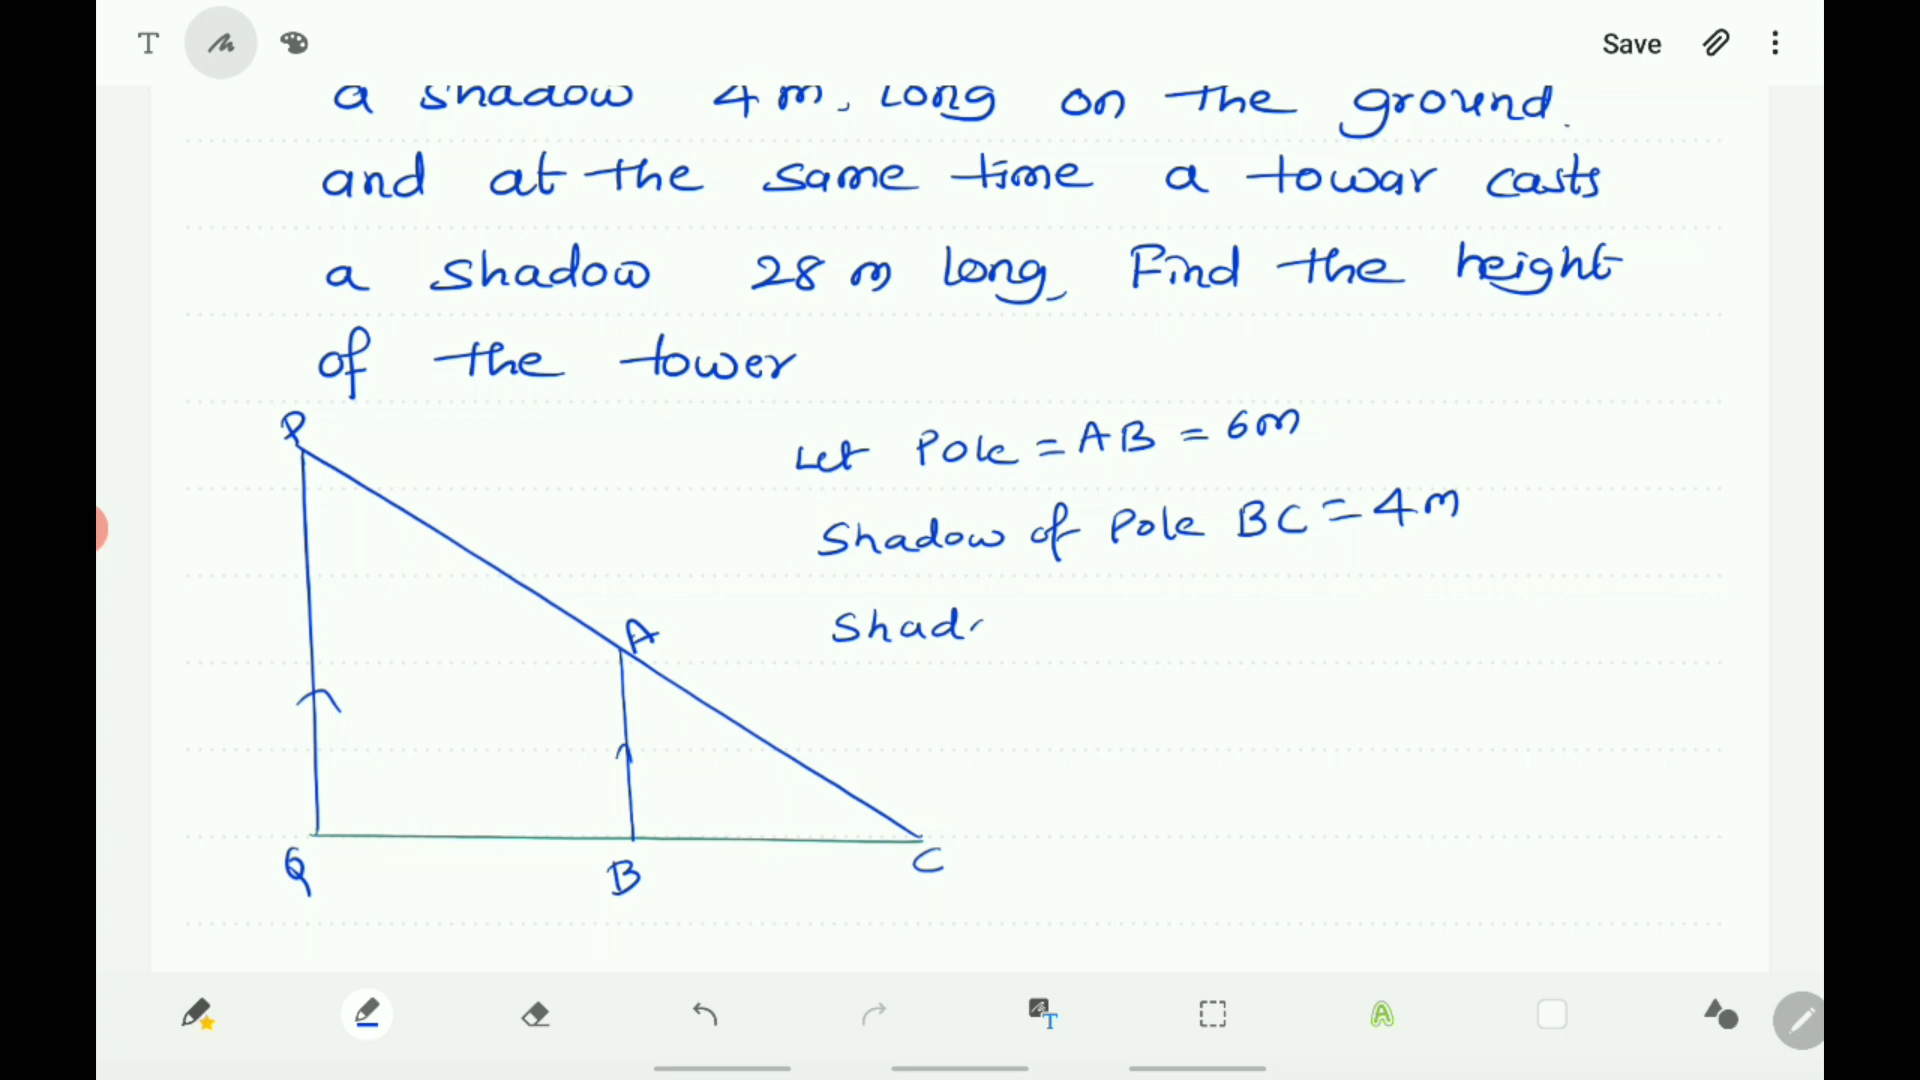 Save
a shadow 4 m. long on the ground.
and at the same time a towar casts
a shadow 28 m long. Find the height
of the tower
P
Let Pole = AB = 6m
Shadow of Pole BC = 4m
Shad
A
Q B C